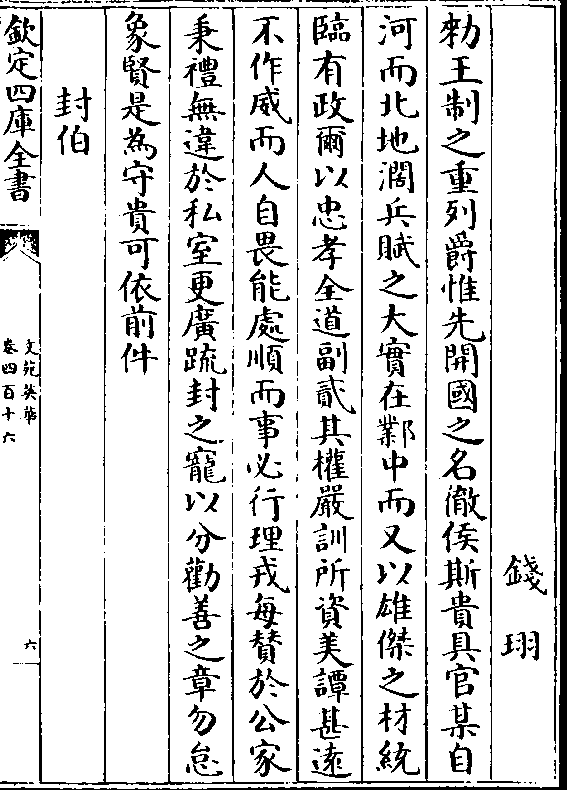 錢珝
勑王制之重列爵惟先開國之名徹侯斯貴具官某自
河而北地濶兵賦之大實在鄴中而又以雄傑之材統
臨有政爾以忠孝全道副貳其權嚴訓所資美譚甚遠
不作威而人自畏能處順而事必行理戎每贊於公家
秉禮無違於私室更廣疏封之寵以分勸善之章勿怠
象賢是為守貴可依前件
封伯
欽定四庫全書
文苑英華
卷四百十六
六